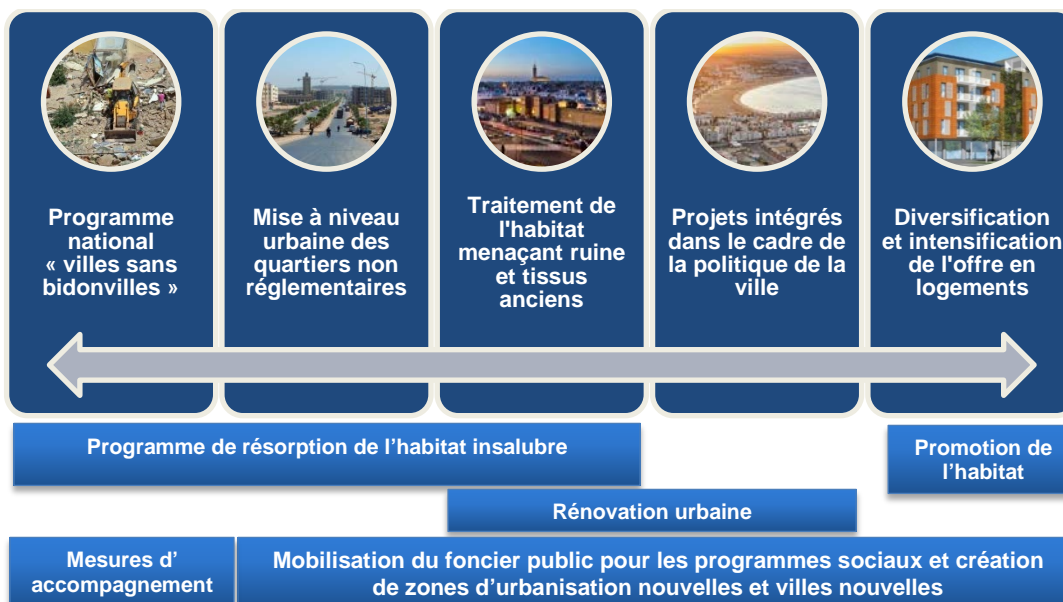 Programme
national
« villes sans
bidonvilles »
Mise à niveau
urbaine des
quartiers non
réglementaires
Traitement de
l'habitat
menaçant ruine
et tissus
anciens
Projets intégrés
dans le cadre de
la politique de la
ville
Diversification
et intensification
de l'offre en
logements
Programme de résorption de l’habitat insalubre
Promotion de
l’habitat
Rénovation urbaine
Mesures d’
accompagnement
Mobilisation du foncier public pour les programmes sociaux et création
de zones d’urbanisation nouvelles et villes nouvelles